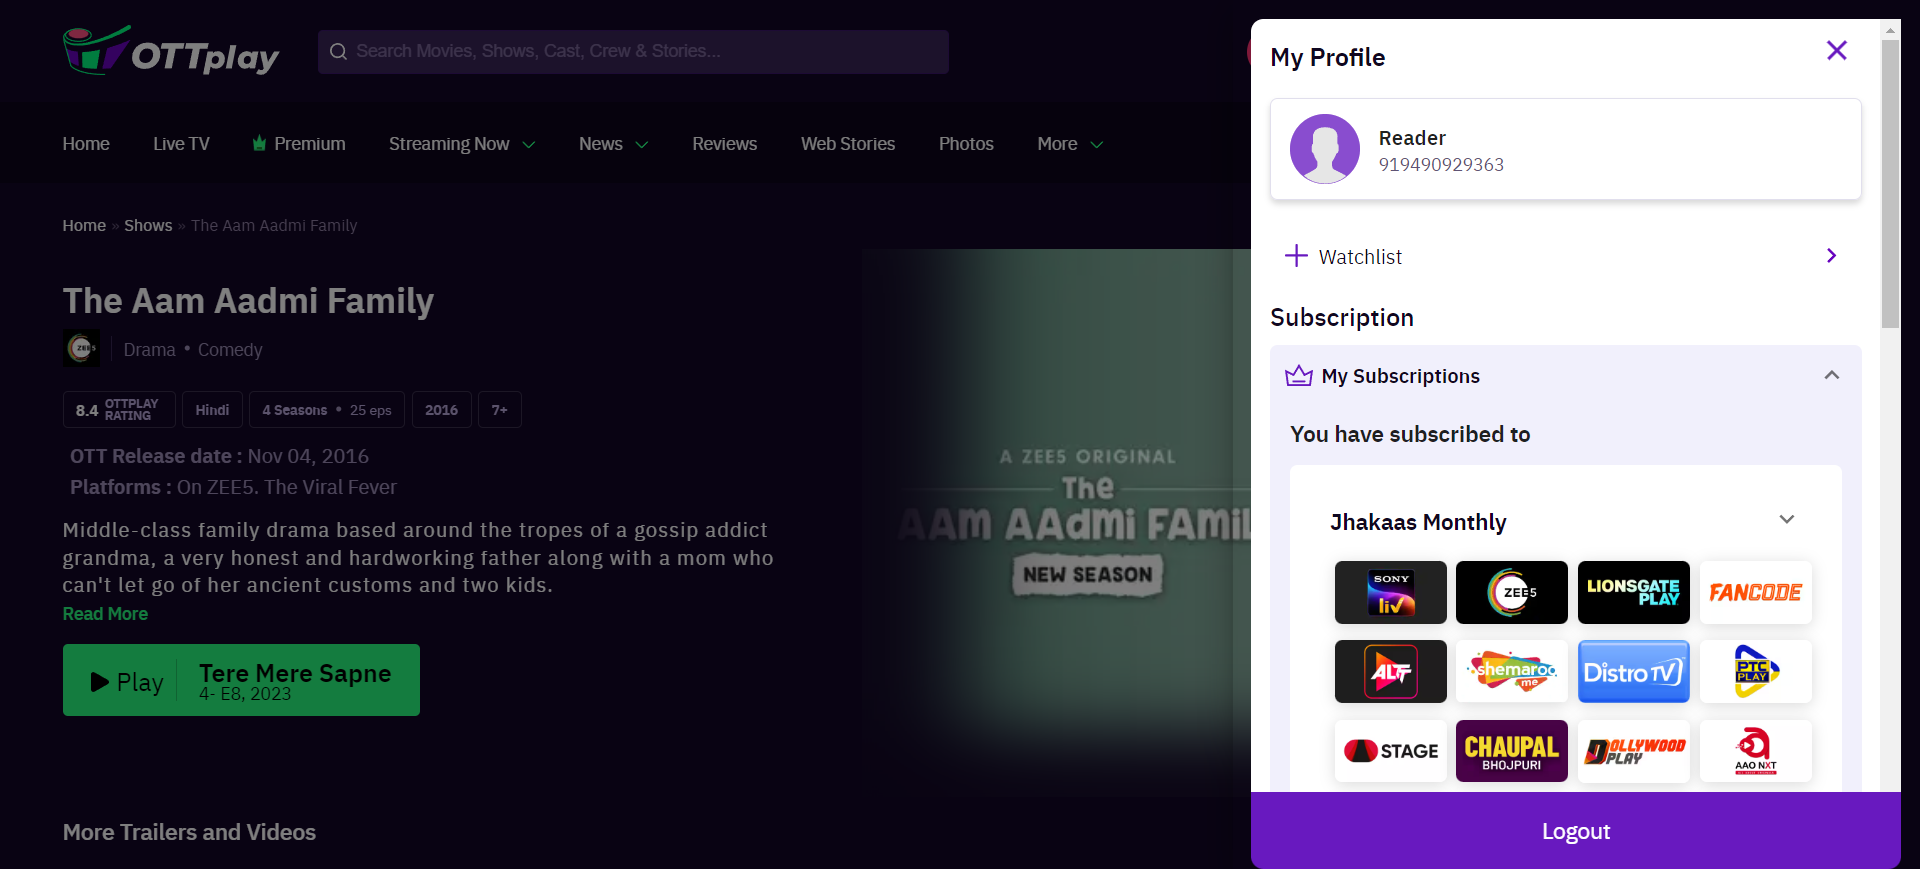 OTTplay
Search Movies, Shows, Cast, Crew & Stories...
Home
Live TV
Premium
Streaming Now
News
Reviews
Web Stories
Photos
More
Home » Shows » The Aam Aadmi Family
The Aam Aadmi Family
ZEE5
Drama • Comedy
8.4 OTTPLAY RATING
Hindi
4 Seasons • 25 eps
2016
7+
OTT Release date : Nov 04, 2016
Platforms : On ZEE5. The Viral Fever
Middle-class family drama based around the tropes of a gossip addict
grandma, a very honest and hardworking father along with a mom who
can't let go of her ancient customs and two kids.
Read More
Play
Tere Mere Sapne
4- E8, 2023
A ZEE5 ORIGINAL
The
AAm AAdmi FAmil
NEW SEASON
More Trailers and Videos
My Profile
Reader
919490929363
Watchlist
Subscription
My Subscriptions
You have subscribed to
Jhakaas Monthly
SONY
liv
ZEE5
LIONSGATE
PLAY
FANCODE
ALTT
shemaroo
me
DistroTV
PTC
PLAY
STAGE
CHAUPAL
BHOJPURI
DOLLYWOOD
PLAY
AAO NXT
Logout